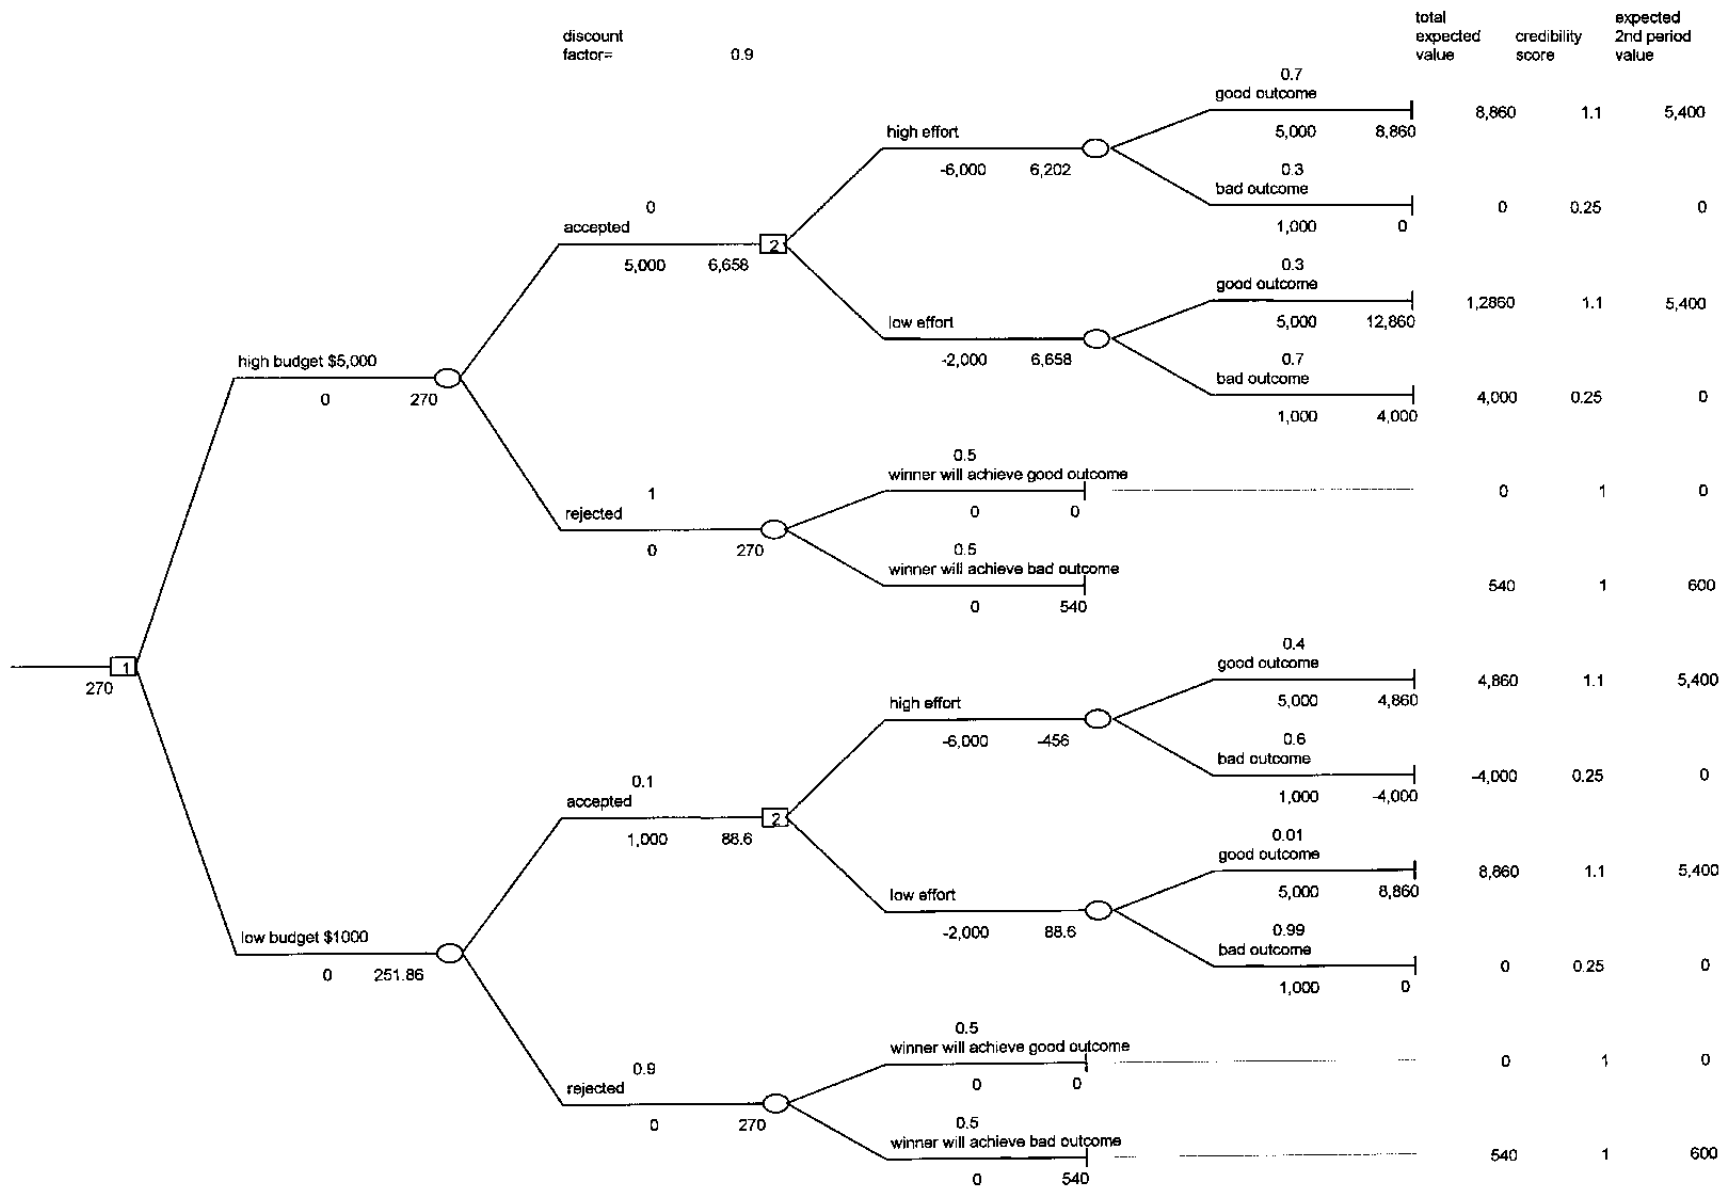 total expected
discount expected credibility 2nd period
factor= 0.9 value score value
0.7
good outcome
8,860 1.1 5,400
high effort 5,000 8,860
-6,000 6,202 0.3
bad outcome
0 0 0.25 0
accepted 1,000 0
2
5,000 6,658 0.3
good outcome
1,2860 1.1 5,400
low effort 5,000 12,860
-2,000 6,658 0.7
high budget $5,000 bad outcome
0 270 4,000 0.25 0
1,000 4,000
0.5
winner will achieve good outcome
1 0 1 0
rejected 0 0
0 270 0.5
winner will achieve bad outcome
540 1 600
0 540
0.4
1 good outcome
270 4,860 1.1 5,400
high effort 5,000 4,860
-6,000 -456 0.6
bad outcome
0.1 -4,000 0.25 0
accepted 1,000 -4,000
2
1,000 88.6 0.01
good outcome
8,860 1.1 5,400
low effort 5,000 8,860
-2,000 88.6 0.99
low budget $1000 bad outcome
0 251.86 0 0.25 0
1,000 0
0.5
winner will achieve good outcome
0.9 0 1 0
rejected 0 0
0 270 0.5
winner will achieve bad outcome
540 1 600
0 540